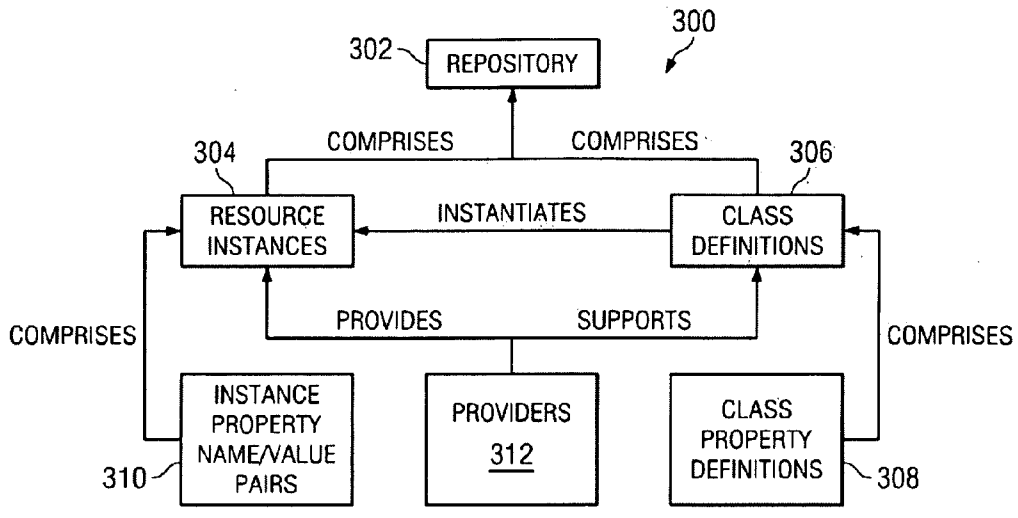 300
302
REPOSITORY
COMPRISES
COMPRISES
304
306
RESOURCE
INSTANCES
INSTANTIATES
CLASS
DEFINITIONS
PROVIDES
SUPPORTS
COMPRISES
COMPRISES
INSTANCE
PROPERTY
NAME/VALUE
PAIRS
310
PROVIDERS
312
CLASS
PROPERTY
DEFINITIONS
308